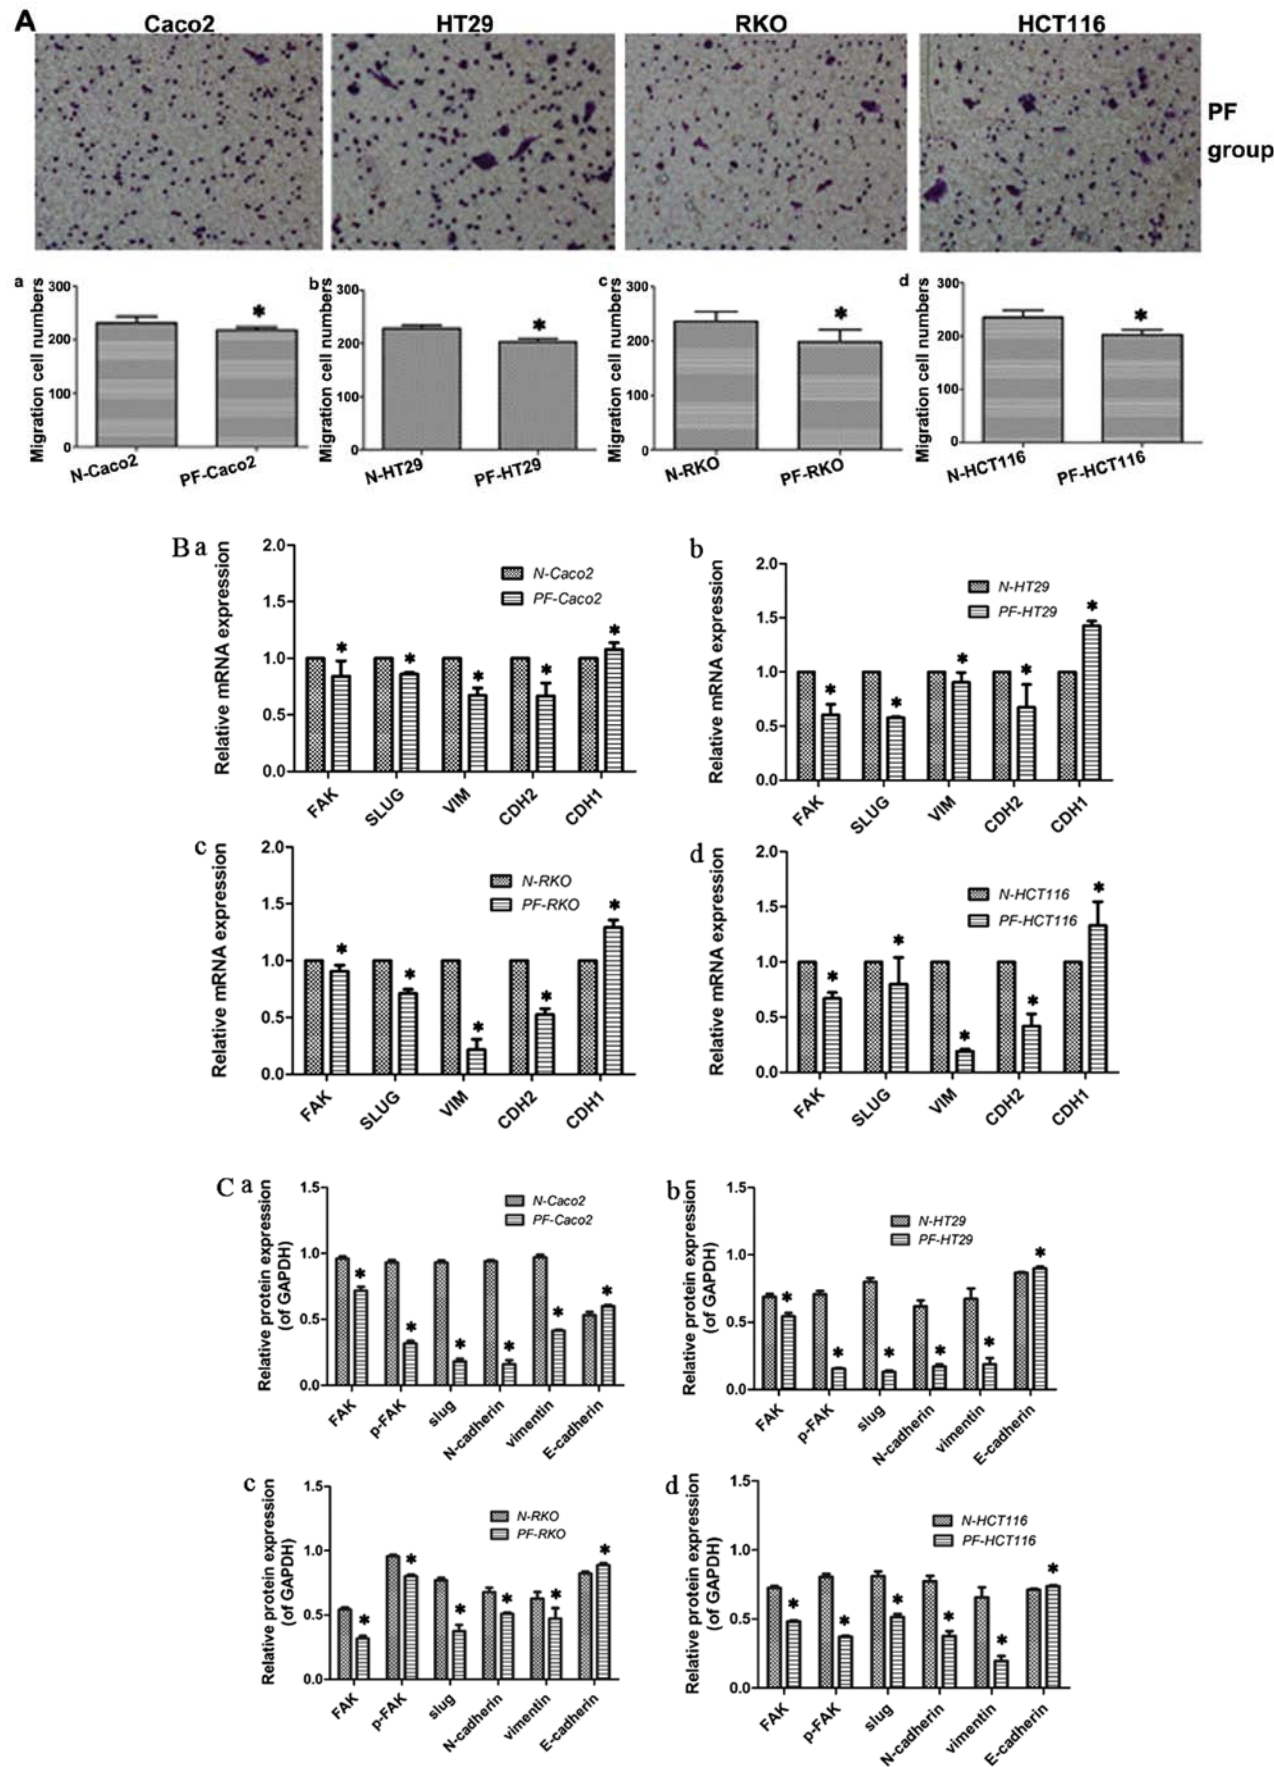 A Caco2 HT29 RKO HCT116
PF
group
a
Migration cell numbers
300
200
100
0
*
N-Caco2
PF-Caco2
b
Migration cell numbers
300
200
100
0
*
N-HT29
PF-HT29
c
Migration cell numbers
300
200
100
0
*
N-RKO
PF-RKO
d
Migration cell numbers
300
200
100
0
*
N-HCT116
PF-HCT116
B a
Relative mRNA expression
2.0
1.5
1.0
0.5
0.0
N-Caco2
PF-Caco2
* * * * *
FAK SLUG VIM CDH2 CDH1
b
Relative mRNA expression
2.0
1.5
1.0
0.5
0.0
N-HT29
PF-HT29
* * * * *
FAK SLUG VIM CDH2 CDH1
c
Relative mRNA expression
2.0
1.5
1.0
0.5
0.0
N-RKO
PF-RKO
* * * * *
FAK SLUG VIM CDH2 CDH1
d
Relative mRNA expression
2.0
1.5
1.0
0.5
0.0
N-HCT116
PF-HCT116
* * * * *
FAK SLUG VIM CDH2 CDH1
C a
Relative protein expression
(of GAPDH)
1.5
1.0
0.5
0.0
N-Caco2
PF-Caco2
* * * * * *
FAK p-FAK slug N-cadherin vimentin E-cadherin
b
Relative protein expression
(of GAPDH)
1.5
1.0
0.5
0.0
N-HT29
PF-HT29
* * * * * *
FAK p-FAK slug N-cadherin vimentin E-cadherin
c
Relative protein expression
(of GAPDH)
1.5
1.0
0.5
0.0
N-RKO
PF-RKO
* * * * * *
FAK p-FAK slug N-cadherin vimentin E-cadherin
d
Relative protein expression
(of GAPDH)
1.5
1.0
0.5
0.0
N-HCT116
PF-HCT116
* * * * * *
FAK p-FAK slug N-cadherin vimentin E-cadherin